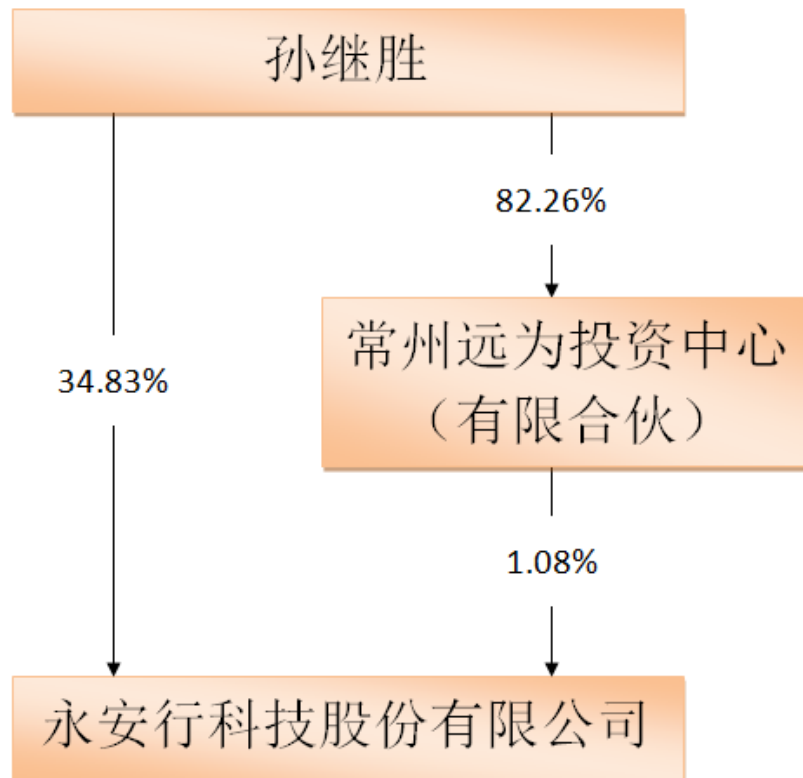 孙继胜
82.26%
常州远为投资中心
（有限合伙）
34.83%
1.08%
永安行科技股份有限公司